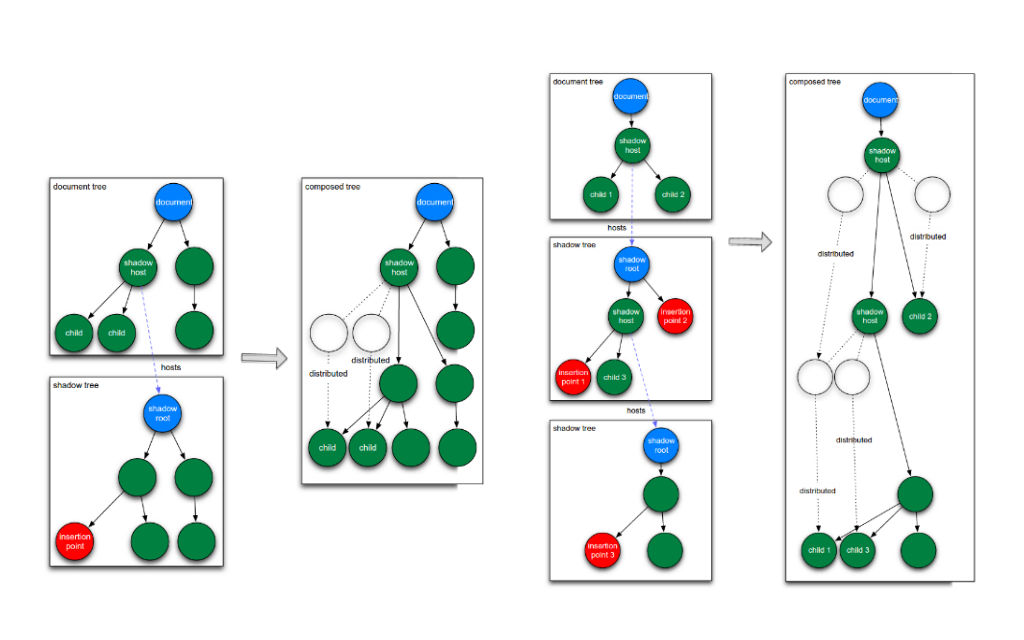 document tree
document
shadow
host
child
child
hosts
shadow tree
shadow
root
insertion
point
composed tree
document
shadow
host
distributed
distributed
child
child
document tree
document
shadow
host
child 1
child 2
hosts
shadow tree
shadow
root
shadow
host
insertion
point 2
insertion
point 1
child 3
hosts
shadow tree
shadow
root
insertion
point 3
composed tree
document
shadow
host
distributed
distributed
shadow
host
child 2
distributed
distributed
child 1
child 3